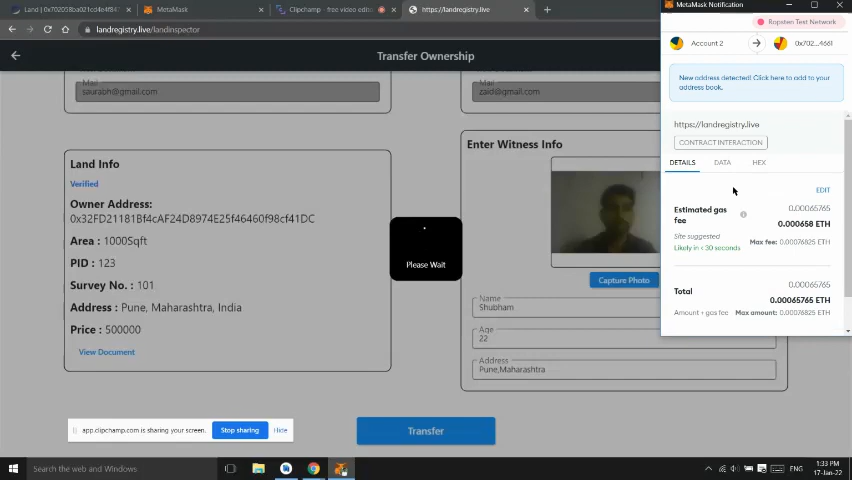 Land | 0x702058ba021cd4e4f847
MetaMask
Clipchamp - free video edito
https://landregistry.live
landregistry.live/landinspector
Transfer Ownership
Mail
saurabh@gmail.com
Mail
zaid@gmail.com
Land Info
Verified
Owner Address:
0x32FD21181Bf4cAF24D8974E25f46460f98cf41DC
Area : 1000Sqft
PID : 123
Survey No. : 101
Address : Pune, Maharashtra, India
Price : 500000
View Document
Enter Witness Info
Capture Photo
Name
Shubham
Age
22
Address
Pune,Maharashtra
Please Wait
Transfer
app.clipchamp.com is sharing your screen.
Stop sharing
Hide
MetaMask Notification
Ropsten Test Network
Account 2
0x702...4661
New address detected! Click here to add to your
address book.
https://landregistry.live
CONTRACT INTERACTION
DETAILS DATA HEX
EDIT
Estimated gas
fee
0.00065765
0.000658 ETH
Site suggested
Likely in < 30 seconds
Max fee: 0.00076825 ETH
Total
0.00065765
0.00065765 ETH
Amount + gas fee
Max amount: 0.00076825 ETH
Search the web and Windows
ENG
1:33 PM
17-Jan-22